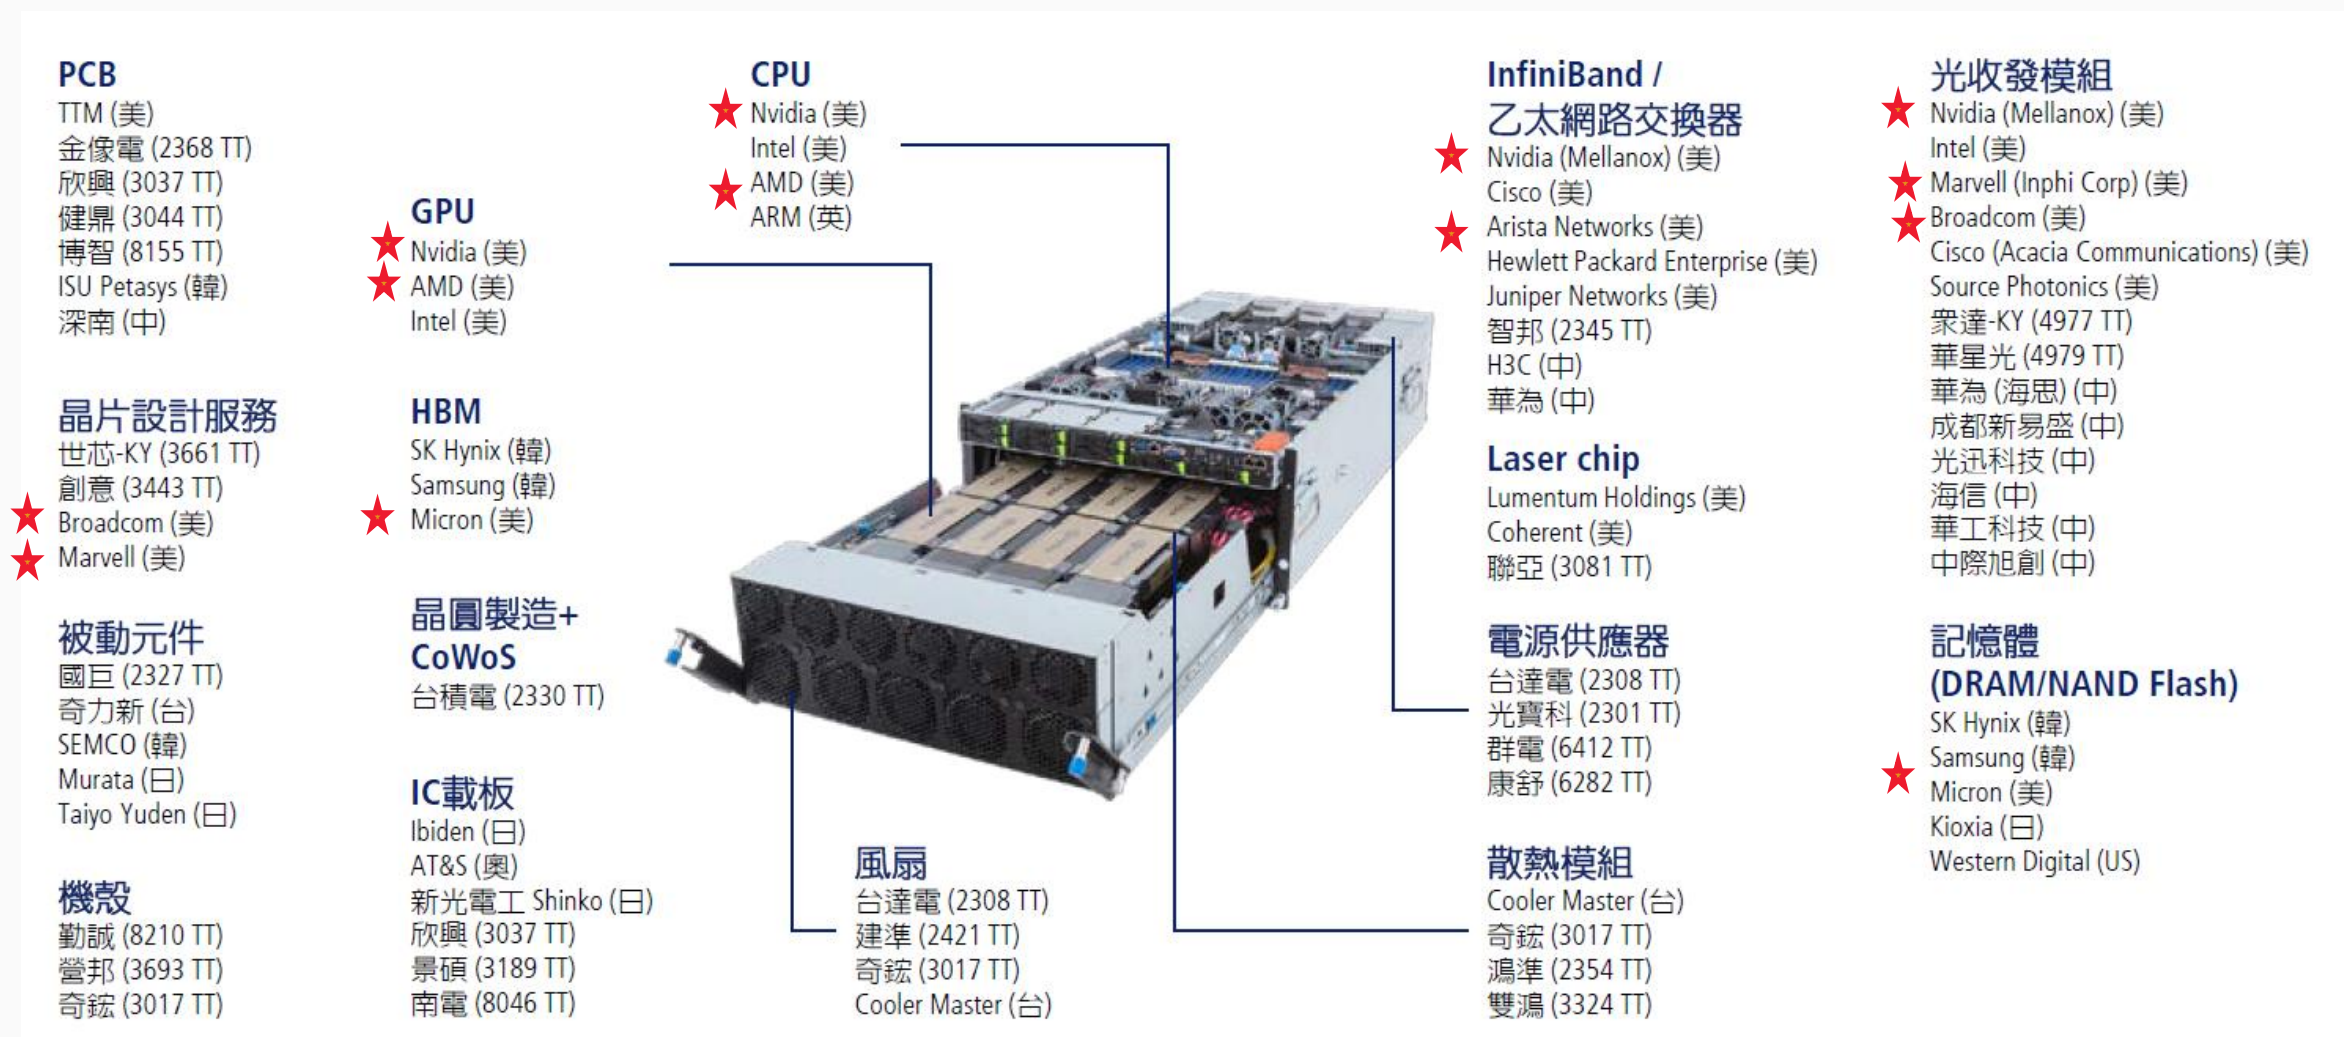 PCB
TTM (美)
金像電 (2368 TT)
欣興 (3037 TT)
健鼎 (3044 TT)
博智 (8155 TT)
ISU Petasys (韓)
深南 (中)
晶片設計服務
世芯-KY (3661 TT)
創意 (3443 TT)
Broadcom (美)
Marvell (美)
被動元件
國巨 (2327 TT)
奇力新 (台)
SEMCO (韓)
Murata (日)
Taiyo Yuden (日)
機殼
勤誠 (8210 TT)
營邦 (3693 TT)
奇鋐 (3017 TT)
GPU
Nvidia (美)
AMD (美)
Intel (美)
HBM
SK Hynix (韓)
Samsung (韓)
Micron (美)
晶圓製造+
CoWoS
台積電 (2330 TT)
IC載板
Ibiden (日)
AT&S (奧)
新光電工 Shinko (日)
欣興 (3037 TT)
景碩 (3189 TT)
南電 (8046 TT)
CPU
Nvidia (美)
Intel (美)
AMD (美)
ARM (英)
風扇
台達電 (2308 TT)
建準 (2421 TT)
奇鋐 (3017 TT)
Cooler Master (台)
InfiniBand /
乙太網路交換器
Nvidia (Mellanox) (美)
Cisco (美)
Arista Networks (美)
Hewlett Packard Enterprise (美)
Juniper Networks (美)
智邦 (2345 TT)
H3C (中)
華為 (中)
Laser chip
Lumentum Holdings (美)
Coherent (美)
聯亞 (3081 TT)
電源供應器
台達電 (2308 TT)
光寶科 (2301 TT)
群電 (6412 TT)
康舒 (6282 TT)
散熱模組
Cooler Master (台)
奇鋐 (3017 TT)
鴻準 (2354 TT)
雙鴻 (3324 TT)
光收發模組
Nvidia (Mellanox) (美)
Intel (美)
Marvell (Inphi Corp) (美)
Broadcom (美)
Cisco (Acacia Communications) (美)
Source Photonics (美)
眾達-KY (4977 TT)
華星光 (4979 TT)
華為 (海思) (中)
成都新易盛 (中)
光迅科技 (中)
海信 (中)
華工科技 (中)
中際旭創 (中)
記憶體
(DRAM/NAND Flash)
SK Hynix (韓)
Samsung (韓)
Micron (美)
Kioxia (日)
Western Digital (US)